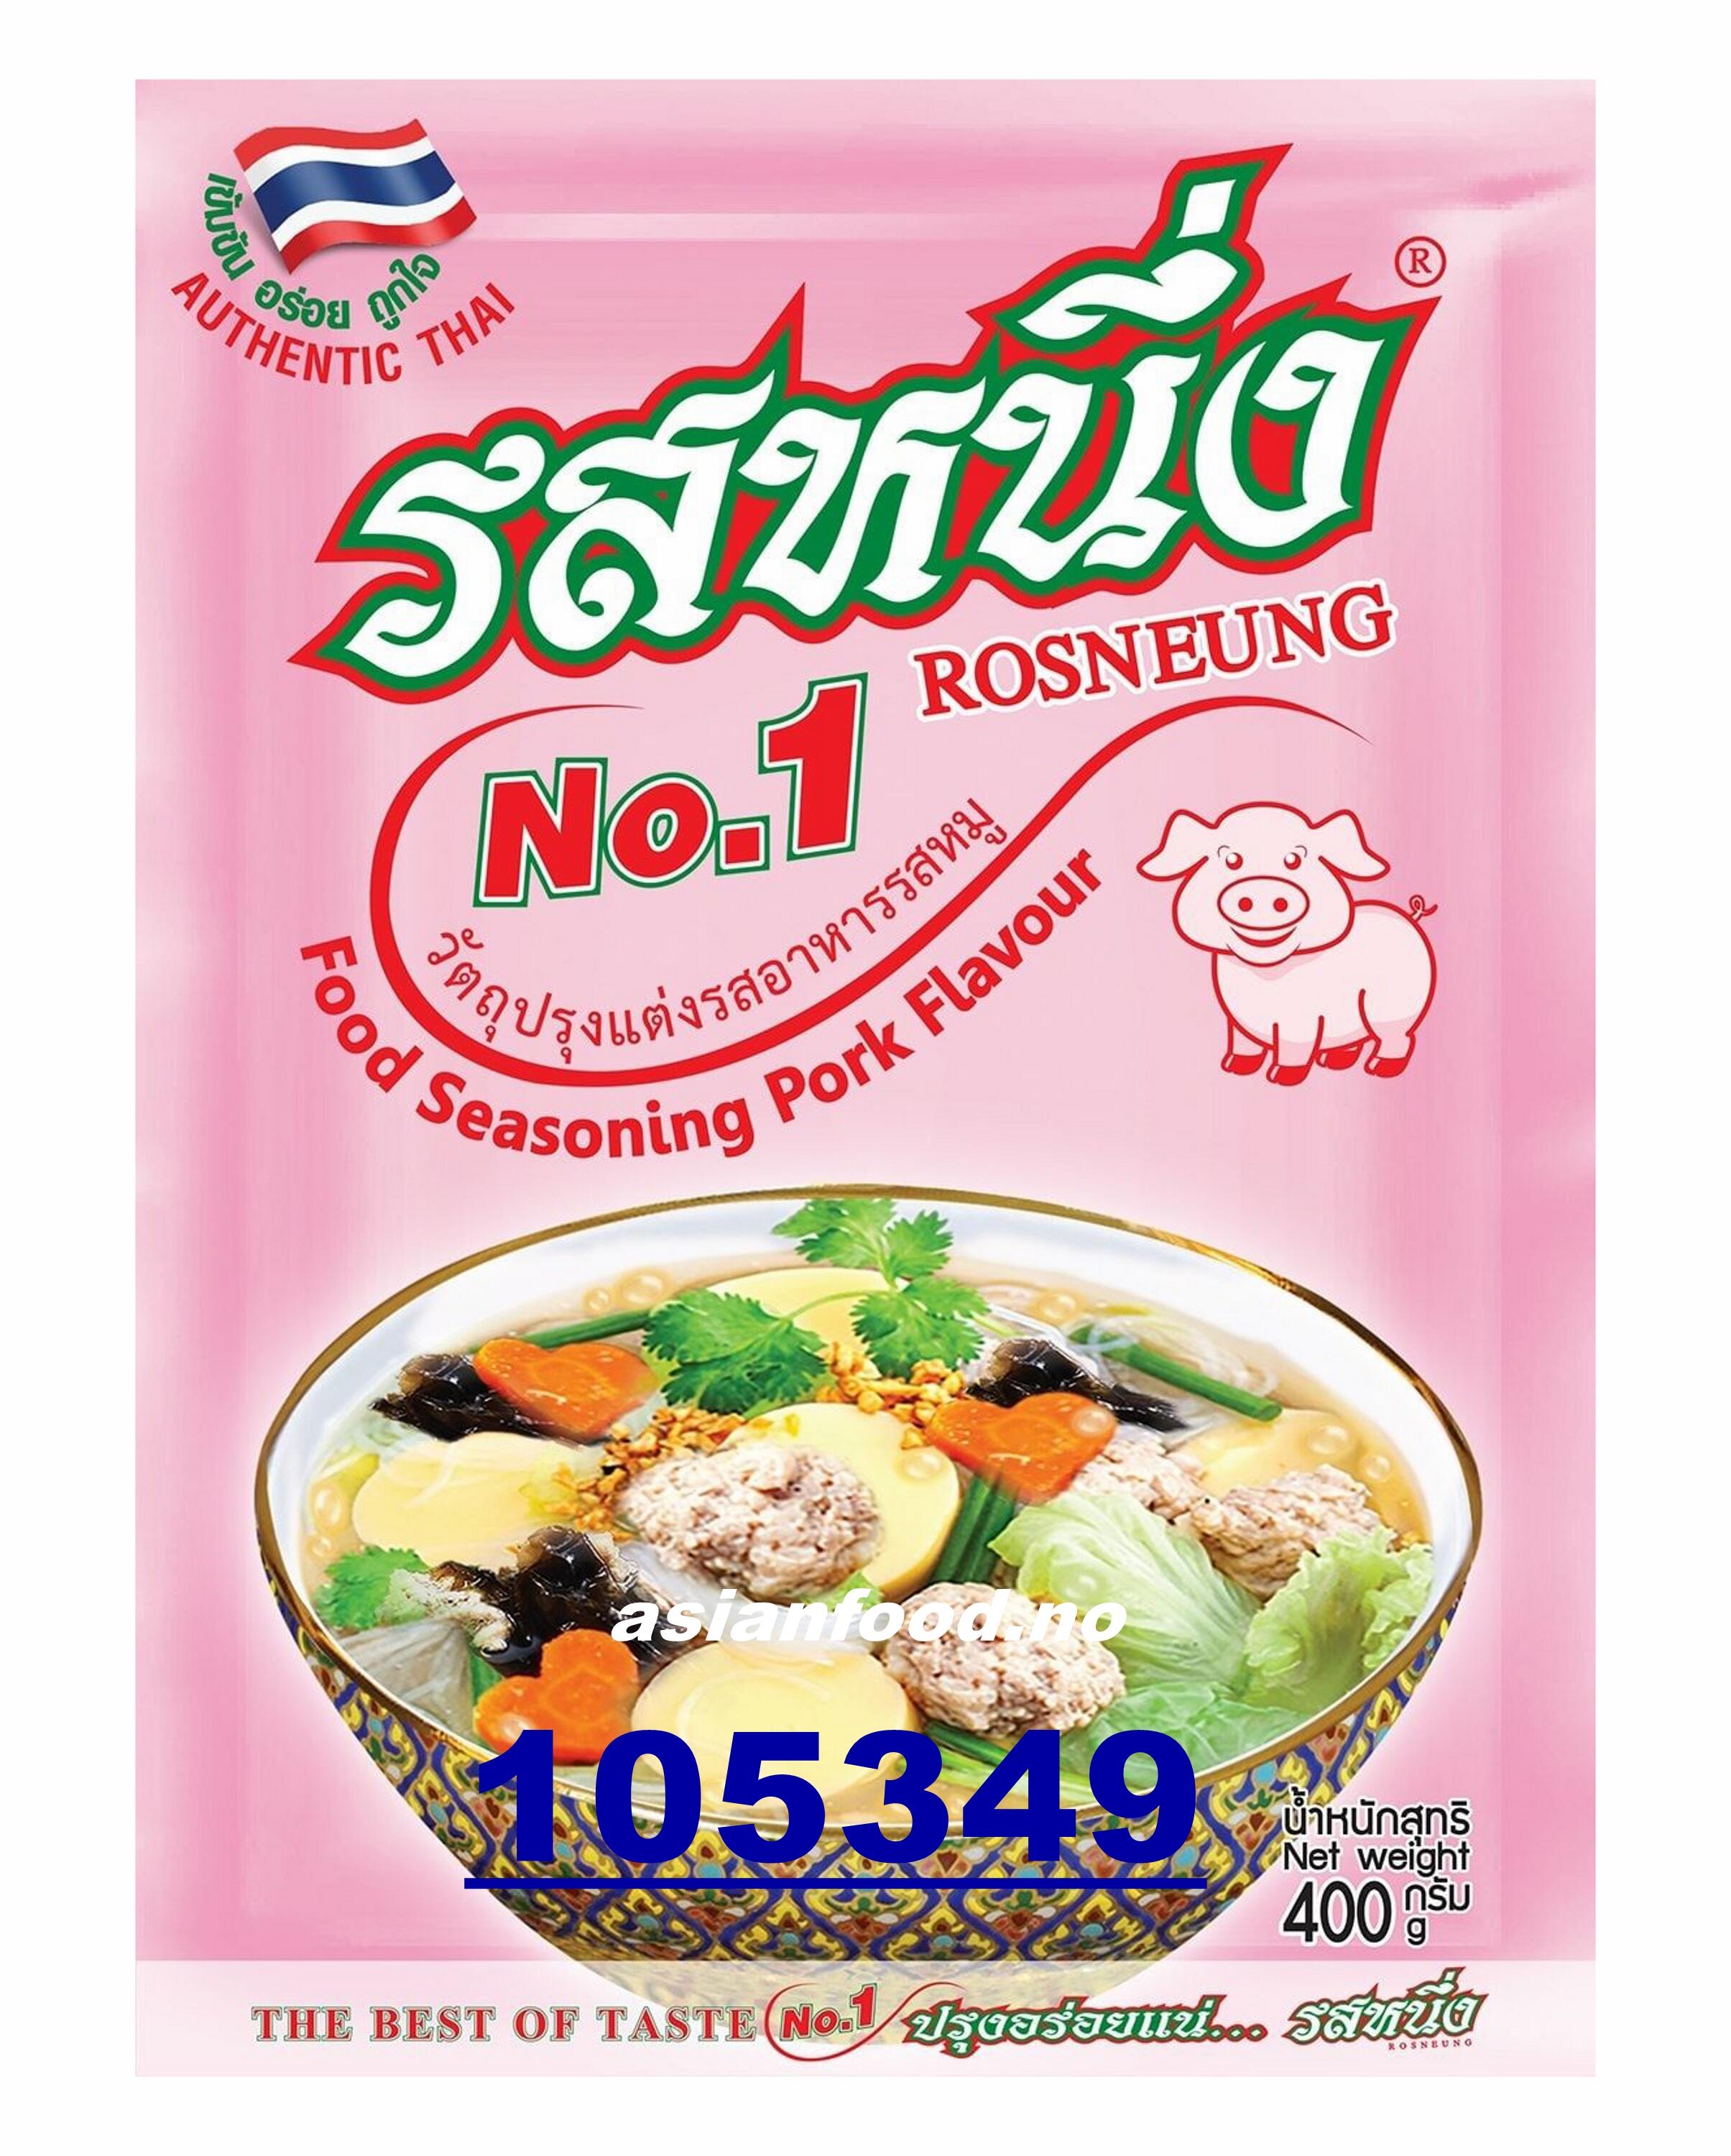 เข้มข้น อร่อย ถูกใจ
AUTHENTIC THAI
รสหนึ่ง ®
ROSNEUNG
No.1
วัตถุปรุงแต่งรสอาหารรสหมู
Food Seasoning Pork Flavour
asianfood.no
105349
น้ำหนักสุทธิ
Net weight
400 กรัม
g
THE BEST OF TASTE No.1 ปรุงอร่อยแน่... รสหนึ่ง
ROSNEUNG